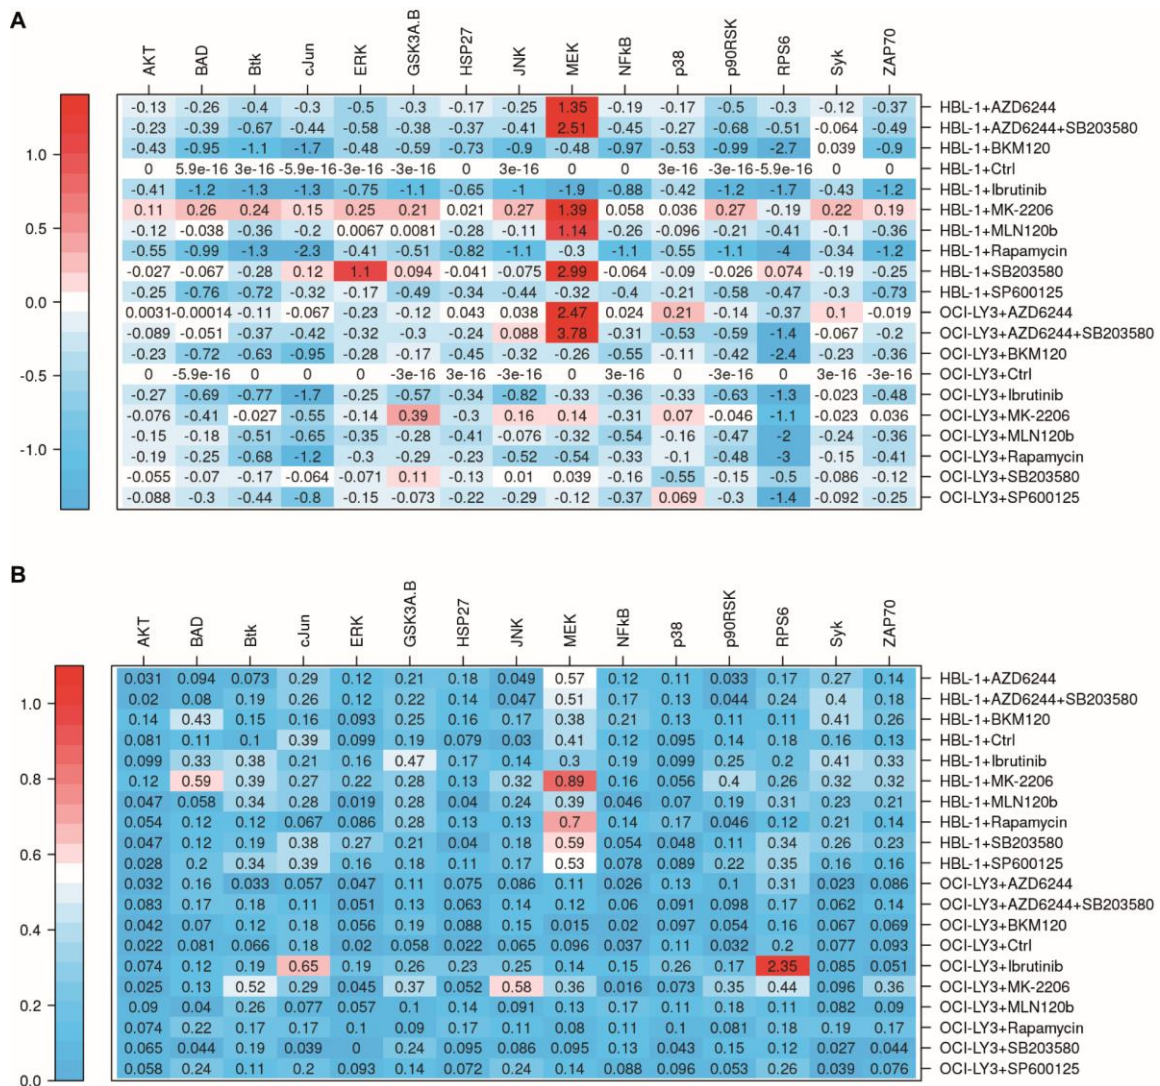 A
AKT BAD Btk cJun ERK GSK3A.B HSP27 JNK MEK NFkB p38 p90RSK RPS6 Syk ZAP70
-0.13 -0.26 -0.4 -0.3 -0.5 -0.3 -0.17 -0.25 1.35 -0.19 -0.17 -0.5 -0.3 -0.12 -0.37 HBL-1+AZD6244
-0.23 -0.39 -0.67 -0.44 -0.58 -0.38 -0.37 -0.41 2.51 -0.45 -0.27 -0.68 -0.51 -0.064 -0.49 HBL-1+AZD6244+SB203580
1.0
-0.43 -0.95 -1.1 -1.7 -0.48 -0.59 -0.73 -0.9 -0.48 -0.97 -0.53 -0.99 -2.7 0.039 -0.9 HBL-1+BKM120
0 5.9e-16 3e-16 -5.9e-16 -3e-16 -3e-16 0 3e-16 0 0 3e-16 -3e-16 -5.9e-16 0 0 HBL-1+Ctrl
-0.41 -1.2 -1.3 -1.3 -0.75 -1.1 -0.65 -1 -1.9 -0.88 -0.42 -1.2 -1.7 -0.43 -1.2 HBL-1+Ibrutinib
0.5
0.11 0.26 0.24 0.15 0.25 0.21 0.021 0.27 1.39 0.058 0.036 0.27 -0.19 0.22 0.19 HBL-1+MK-2206
-0.12 -0.038 -0.36 -0.2 0.0067 0.0081 -0.28 -0.11 1.14 -0.26 -0.096 -0.21 -0.41 -0.1 -0.36 HBL-1+MLN120b
-0.55 -0.99 -1.3 -2.3 -0.41 -0.51 -0.82 -1.1 -0.3 -1.1 -0.55 -1.1 -4 -0.34 -1.2 HBL-1+Rapamycin
-0.027 -0.067 -0.28 0.12 1.1 0.094 -0.041 -0.075 2.99 -0.064 -0.09 -0.026 0.074 -0.19 -0.25 HBL-1+SB203580
0.0
-0.25 -0.76 -0.72 -0.32 -0.17 -0.49 -0.34 -0.44 -0.32 -0.4 -0.21 -0.58 -0.47 -0.3 -0.73 HBL-1+SP600125
0.0031 -0.00014 -0.11 -0.067 -0.23 -0.12 0.043 0.038 2.47 0.024 0.21 -0.14 -0.37 0.1 -0.019 OCI-LY3+AZD6244
-0.089 -0.051 -0.37 -0.42 -0.32 -0.3 -0.24 0.088 3.78 -0.31 -0.53 -0.59 -1.4 -0.067 -0.2 OCI-LY3+AZD6244+SB203580
-0.5
-0.23 -0.72 -0.63 -0.95 -0.28 -0.17 -0.45 -0.32 -0.26 -0.55 -0.11 -0.42 -2.4 -0.23 -0.36 OCI-LY3+BKM120
0 -5.9e-16 0 0 0 -3e-16 3e-16 -3e-16 0 3e-16 0 -3e-16 0 3e-16 -3e-16 OCI-LY3+Ctrl
-0.27 -0.69 -0.77 -1.7 -0.25 -0.57 -0.34 -0.82 -0.33 -0.36 -0.33 -0.63 -1.3 -0.023 -0.48 OCI-LY3+Ibrutinib
-0.076 -0.41 -0.027 -0.55 -0.14 0.39 -0.3 0.16 0.14 -0.31 0.07 -0.046 -1.1 -0.023 0.036 OCI-LY3+MK-2206
-1.0
-0.15 -0.18 -0.51 -0.65 -0.35 -0.28 -0.41 -0.076 -0.32 -0.54 -0.16 -0.47 -2 -0.24 -0.36 OCI-LY3+MLN120b
-0.19 -0.25 -0.68 -1.2 -0.3 -0.29 -0.23 -0.52 -0.54 -0.33 -0.1 -0.48 -3 -0.15 -0.41 OCI-LY3+Rapamycin
-0.055 -0.07 -0.17 -0.064 -0.071 0.11 -0.11 0.01 0.039 -0.16 -0.55 -0.15 -0.5 -0.086 -0.12 OCI-LY3+SB203580
-0.088 -0.3 -0.44 -0.8 -0.15 -0.073 -0.22 -0.29 -0.12 -0.37 0.069 -0.3 -1.4 -0.092 -0.25 OCI-LY3+SP600125
B
AKT BAD Btk cJun ERK GSK3A.B HSP27 JNK MEK NFkB p38 p90RSK RPS6 Syk ZAP70
0.031 0.094 0.073 0.29 0.12 0.21 0.18 0.049 0.57 0.12 0.11 0.033 0.17 0.27 0.14 HBL-1+AZD6244
1.0
0.02 0.08 0.19 0.26 0.12 0.22 0.14 0.047 0.51 0.17 0.13 0.044 0.24 0.4 0.18 HBL-1+AZD6244+SB203580
0.14 0.43 0.15 0.16 0.093 0.25 0.16 0.17 0.38 0.21 0.13 0.11 0.11 0.41 0.26 HBL-1+BKM120
0.081 0.11 0.1 0.39 0.099 0.19 0.079 0.03 0.41 0.12 0.095 0.14 0.18 0.16 0.13 HBL-1+Ctrl
0.099 0.33 0.38 0.21 0.16 0.47 0.17 0.14 0.3 0.19 0.099 0.25 0.2 0.41 0.33 HBL-1+Ibrutinib
0.8
0.12 0.59 0.39 0.27 0.22 0.28 0.13 0.32 0.89 0.16 0.056 0.4 0.26 0.32 0.32 HBL-1+MK-2206
0.047 0.058 0.34 0.28 0.019 0.28 0.04 0.24 0.39 0.046 0.07 0.19 0.31 0.23 0.21 HBL-1+MLN120b
0.054 0.12 0.12 0.067 0.086 0.28 0.13 0.13 0.7 0.14 0.17 0.046 0.12 0.21 0.14 HBL-1+Rapamycin
0.047 0.12 0.19 0.38 0.27 0.21 0.04 0.18 0.59 0.054 0.048 0.11 0.34 0.26 0.23 HBL-1+SB203580
0.6
0.028 0.2 0.34 0.39 0.16 0.18 0.11 0.17 0.53 0.078 0.089 0.22 0.35 0.16 0.16 HBL-1+SP600125
0.032 0.16 0.033 0.057 0.047 0.11 0.075 0.086 0.11 0.026 0.13 0.1 0.31 0.023 0.086 OCI-LY3+AZD6244
0.083 0.17 0.18 0.11 0.051 0.13 0.063 0.14 0.12 0.06 0.091 0.098 0.17 0.062 0.14 OCI-LY3+AZD6244+SB203580
0.4
0.042 0.07 0.12 0.12 0.056 0.19 0.088 0.15 0.015 0.02 0.097 0.054 0.16 0.067 0.069 OCI-LY3+BKM120
0.022 0.081 0.066 0.18 0.02 0.058 0.022 0.065 0.096 0.037 0.11 0.032 0.2 0.077 0.093 OCI-LY3+Ctrl
0.074 0.12 0.19 0.65 0.19 0.26 0.23 0.25 0.14 0.15 0.26 0.17 2.35 0.085 0.051 OCI-LY3+Ibrutinib
0.025 0.13 0.52 0.29 0.045 0.37 0.052 0.58 0.36 0.016 0.073 0.35 0.44 0.096 0.36 OCI-LY3+MK-2206
0.2
0.09 0.04 0.26 0.077 0.057 0.1 0.14 0.091 0.13 0.17 0.11 0.18 0.11 0.082 0.09 OCI-LY3+MLN120b
0.074 0.22 0.17 0.17 0.1 0.09 0.17 0.11 0.08 0.11 0.1 0.081 0.18 0.19 0.17 OCI-LY3+Rapamycin
0.065 0.044 0.19 0.039 0 0.24 0.095 0.086 0.095 0.13 0.043 0.15 0.12 0.027 0.044 OCI-LY3+SB203580
0.058 0.24 0.11 0.2 0.093 0.14 0.072 0.24 0.14 0.088 0.096 0.053 0.26 0.039 0.076 OCI-LY3+SP600125
0.0